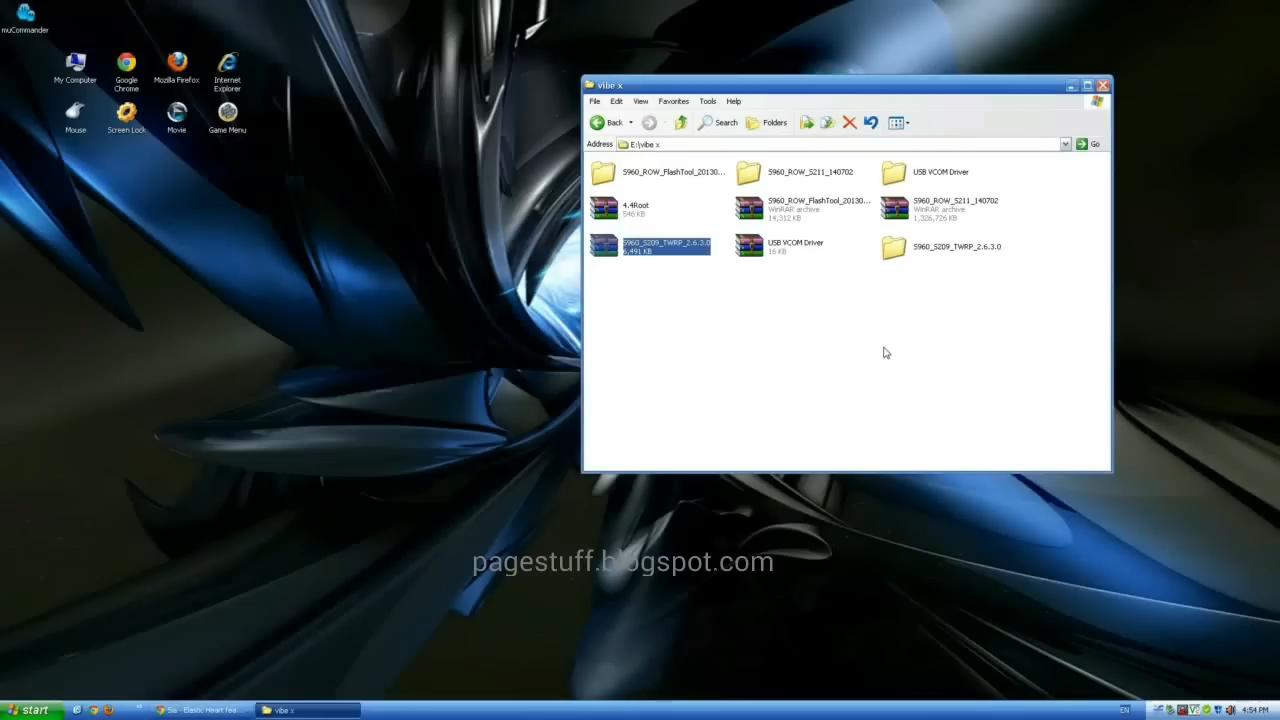 muCommander
My Computer
Google
Chrome
Mozilla FireFox
Internet
Explorer
Mouse
Screen Lock
Movie
Game Menu
vibe x
File Edit View Favorites Tools Help
Back Search Folders
Address E:\vibe x Go
S960_ROW_FlashTool_20130...
S960_ROW_S211_140702
USB VCOM Driver
4.4Root
546 KB
S960_ROW_FlashTool_20130...
WinRAR archive
14,312 KB
S960_ROW_S211_140702
WinRAR archive
1,326,726 KB
S960_S209_TWRP_2.6.3.0
6,491 KB
USB VCOM Driver
16 KB
S960_S209_TWRP_2.6.3.0
pagestuff.blogspot.com
start
Sia - Elastic Heart fea...
vibe x
EN
4:54 PM